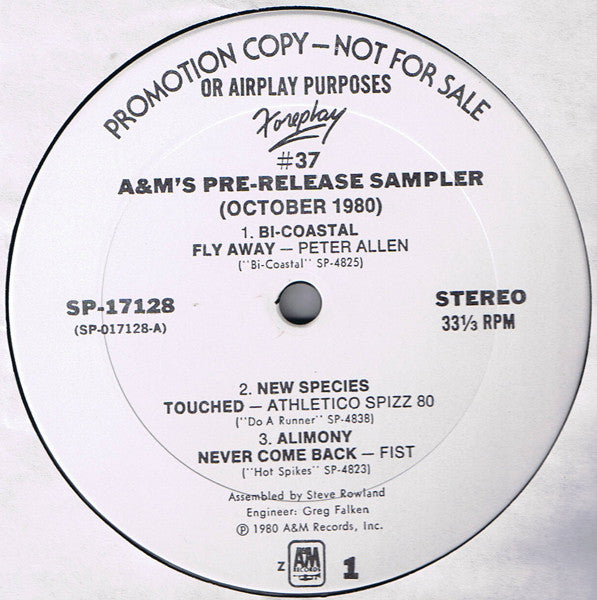 PROMOTION COPY — NOT FOR SALE
OR AIRPLAY PURPOSES
Foreplay
#37
A&M'S PRE-RELEASE SAMPLER
(OCTOBER 1980)
1. BI-COASTAL
FLY AWAY — PETER ALLEN
("Bi-Coastal" SP-4825)
SP-17128
(SP-017128-A)
STEREO
33⅓ RPM
2. NEW SPECIES
TOUCHED — ATHLETICO SPIZZ 80
("Do A Runner" SP-4838)
3. ALIMONY
NEVER COME BACK — FIST
("Hot Spikes" SP-4823)
Assembled by Steve Rowland
Engineer: Greg Falken
℗ 1980 A&M Records, Inc.
Z A&M RECORDS 1